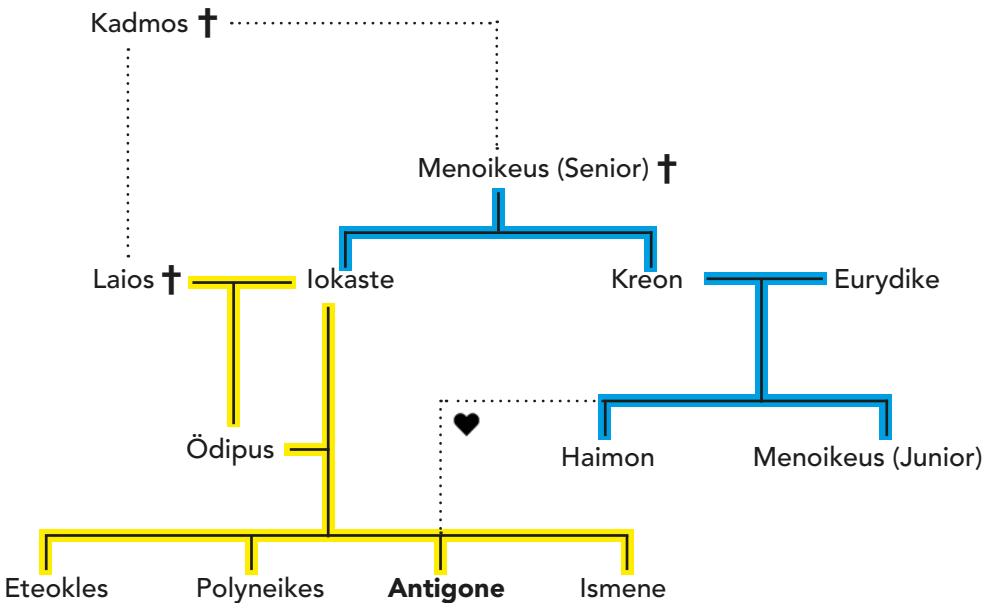 Kadmos ✝
Menoikeus (Senior) ✝
Laios ✝ Iokaste Kreon Eurydike
Ödipus Haimon Menoikeus (Junior)
Eteokles Polyneikes Antigone Ismene